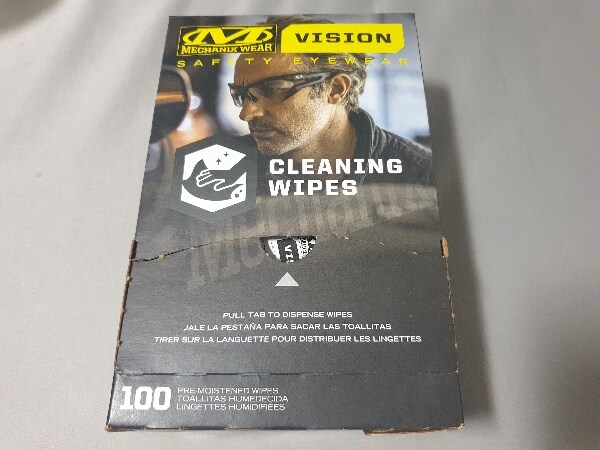 MECHANIX WEAR
VISION
SAFETY EYEWEAR
CLEANING
WIPES
Mechanix
PULL TAB TO DISPENSE WIPES
JALE LA PESTAÑA PARA SACAR LAS TOALLITAS
TIRER SUR LA LANGUETTE POUR DISTRIBUER LES LINGETTES
100
PRE-MOISTENED WIPES
TOALLITAS HUMEDECIDA
LINGETTES HUMIDIFIÉES